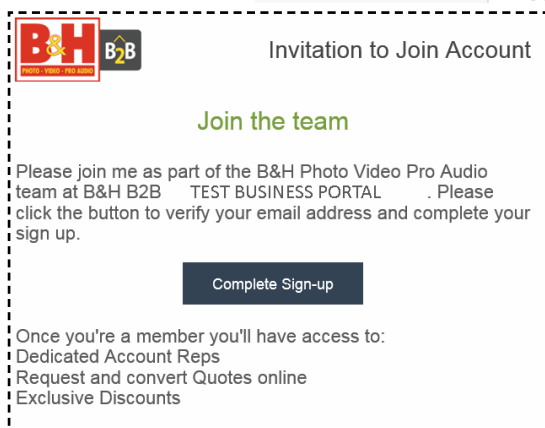 B&H B2B
PHOTO - VIDEO - PRO AUDIO
Invitation to Join Account
Join the team
Please join me as part of the B&H Photo Video Pro Audio
team at B&H B2B TEST BUSINESS PORTAL . Please
click the button to verify your email address and complete your
sign up.
Complete Sign-up
Once you're a member you'll have access to:
Dedicated Account Reps
Request and convert Quotes online
Exclusive Discounts